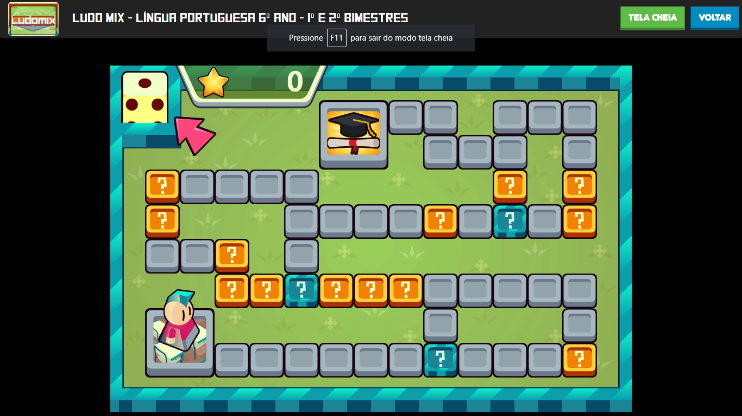 Ludomix
LUDO MIX - LÍNGUA PORTUGUESA 6º ANO - 1º E 2º BIMESTRES
TELA CHEIA
VOLTAR
Pressione F11 para sair do modo tela cheia
0
? ?
? ? ? ?
?
? ? ? ? ? ?
? ?